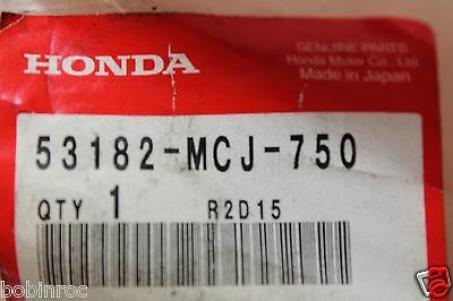 HONDA
GENUINE PARTS
Honda Motor Co., Ltd.
Made in Japan
53182-MCJ-750
QTY 1 R2D15
bobinroc